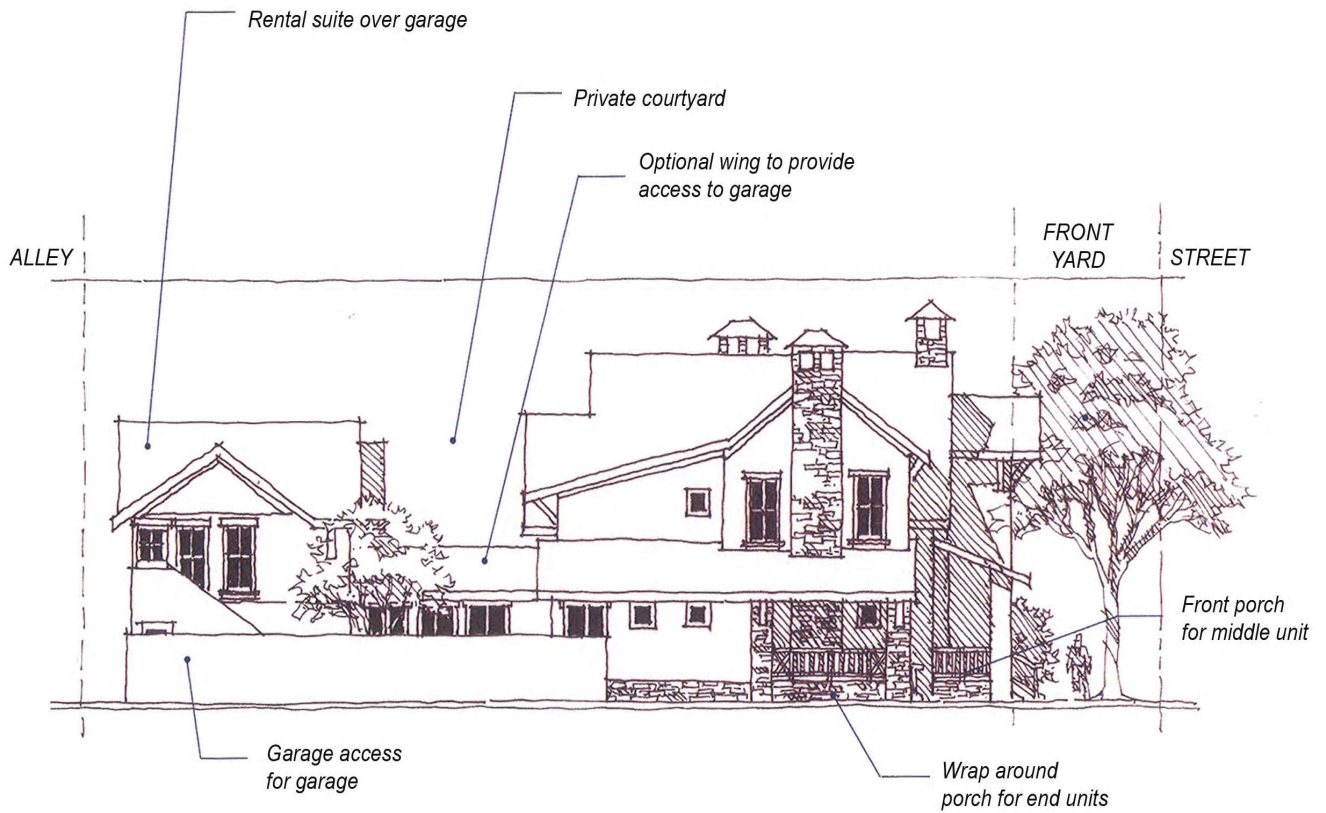 Rental suite over garage
Private courtyard
Optional wing to provide
access to garage
ALLEY
FRONT
YARD
STREET
Front porch
for middle unit
Garage access
for garage
Wrap around
porch for end units